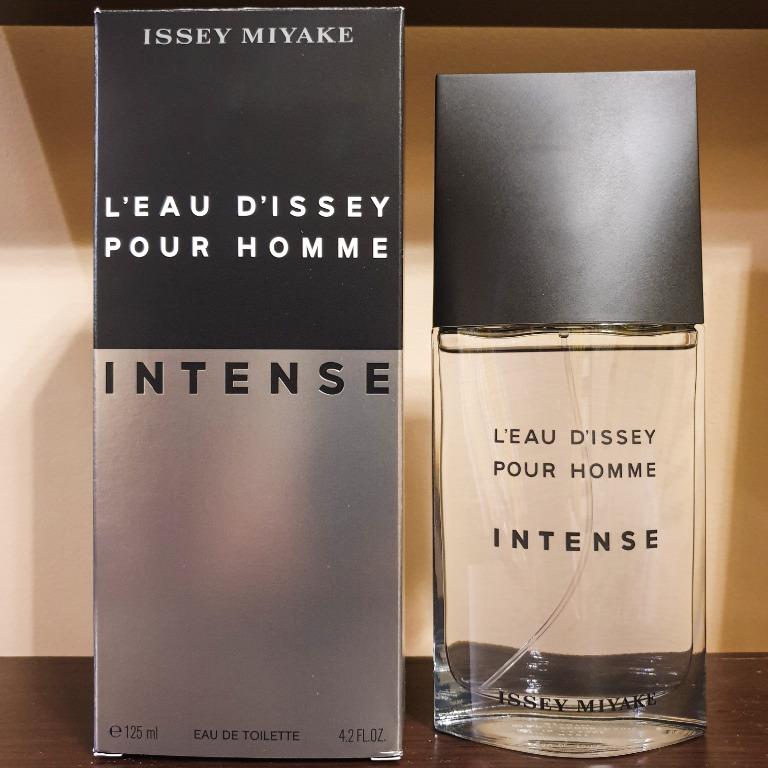 ISSEY MIYAKE
L'EAU D'ISSEY
POUR HOMME
INTENSE
℮ 125 ml EAU DE TOILETTE 4.2 FL.OZ.
L'EAU D'ISSEY
POUR HOMME
INTENSE
ISSEY MIYAKE